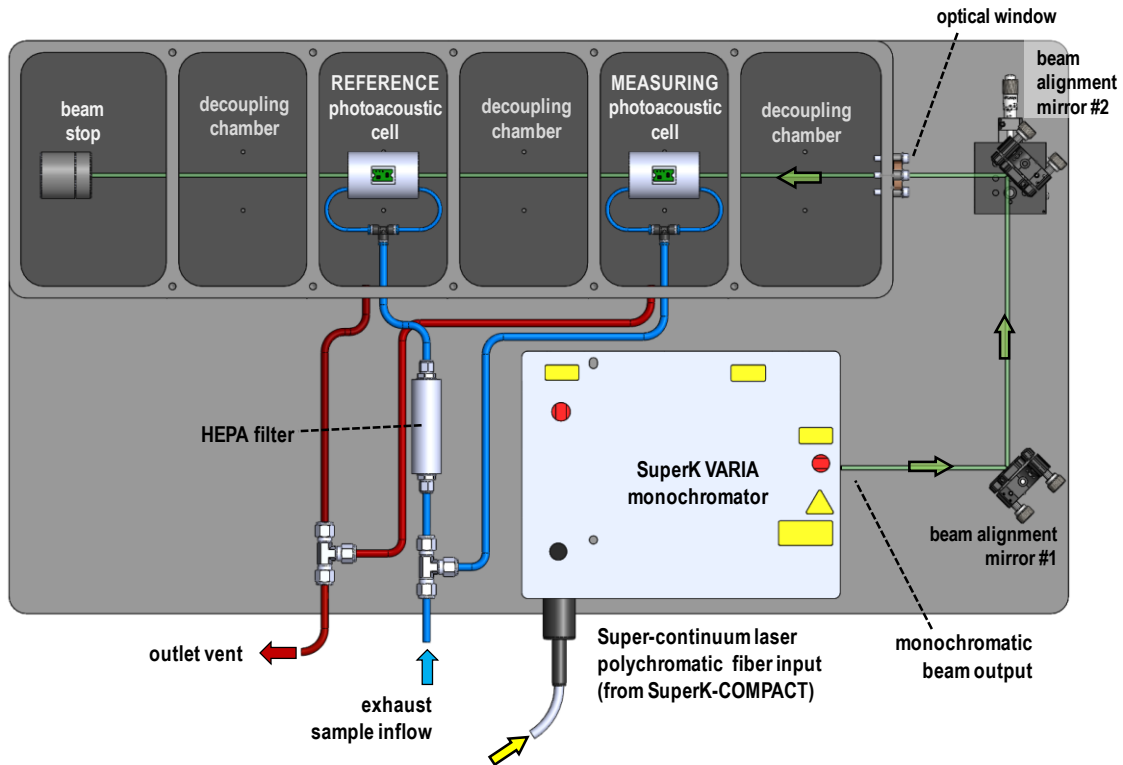 optical window
beam
alignment
mirror #2
beam
stop
decoupling
chamber
REFERENCE
photoacoustic
cell
decoupling
chamber
MEASURING
photoacoustic
cell
decoupling
chamber
HEPA filter
SuperK VARIA
monochromator
beam alignment
mirror #1
outlet vent
exhaust
sample inflow
Super-continuum laser
polychromatic fiber input
(from SuperK-COMPACT)
monochromatic
beam output